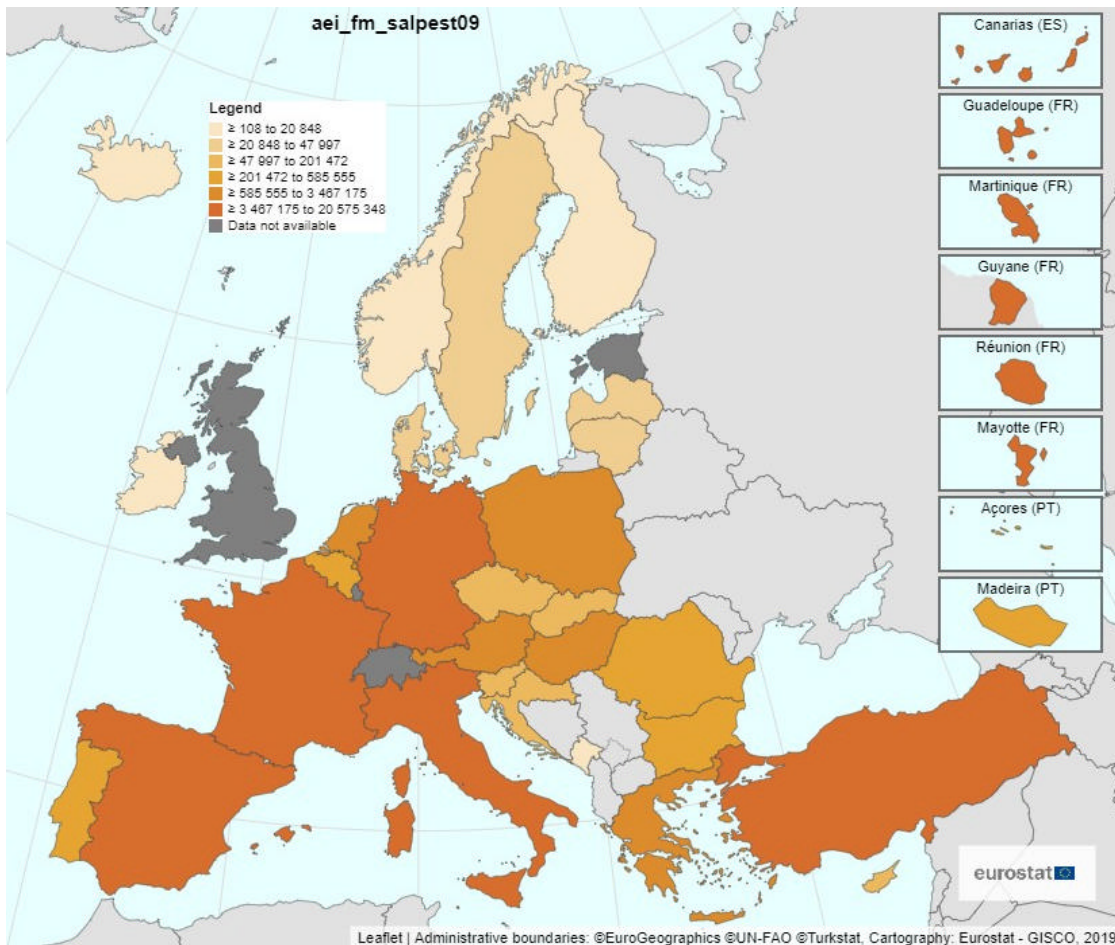 aei_fm_salpest09
Legend
≥ 108 to 20 848
≥ 20 848 to 47 997
≥ 47 997 to 201 472
≥ 201 472 to 585 555
≥ 585 555 to 3 467 175
≥ 3 467 175 to 20 575 348
Data not available
Canarias (ES)
Guadeloupe (FR)
Martinique (FR)
Guyane (FR)
Réunion (FR)
Mayotte (FR)
Açores (PT)
Madeira (PT)
eurostat
Leaflet | Administrative boundaries: ©EuroGeographics ©UN-FAO ©Turkstat, Cartography: Eurostat - GISCO, 2018